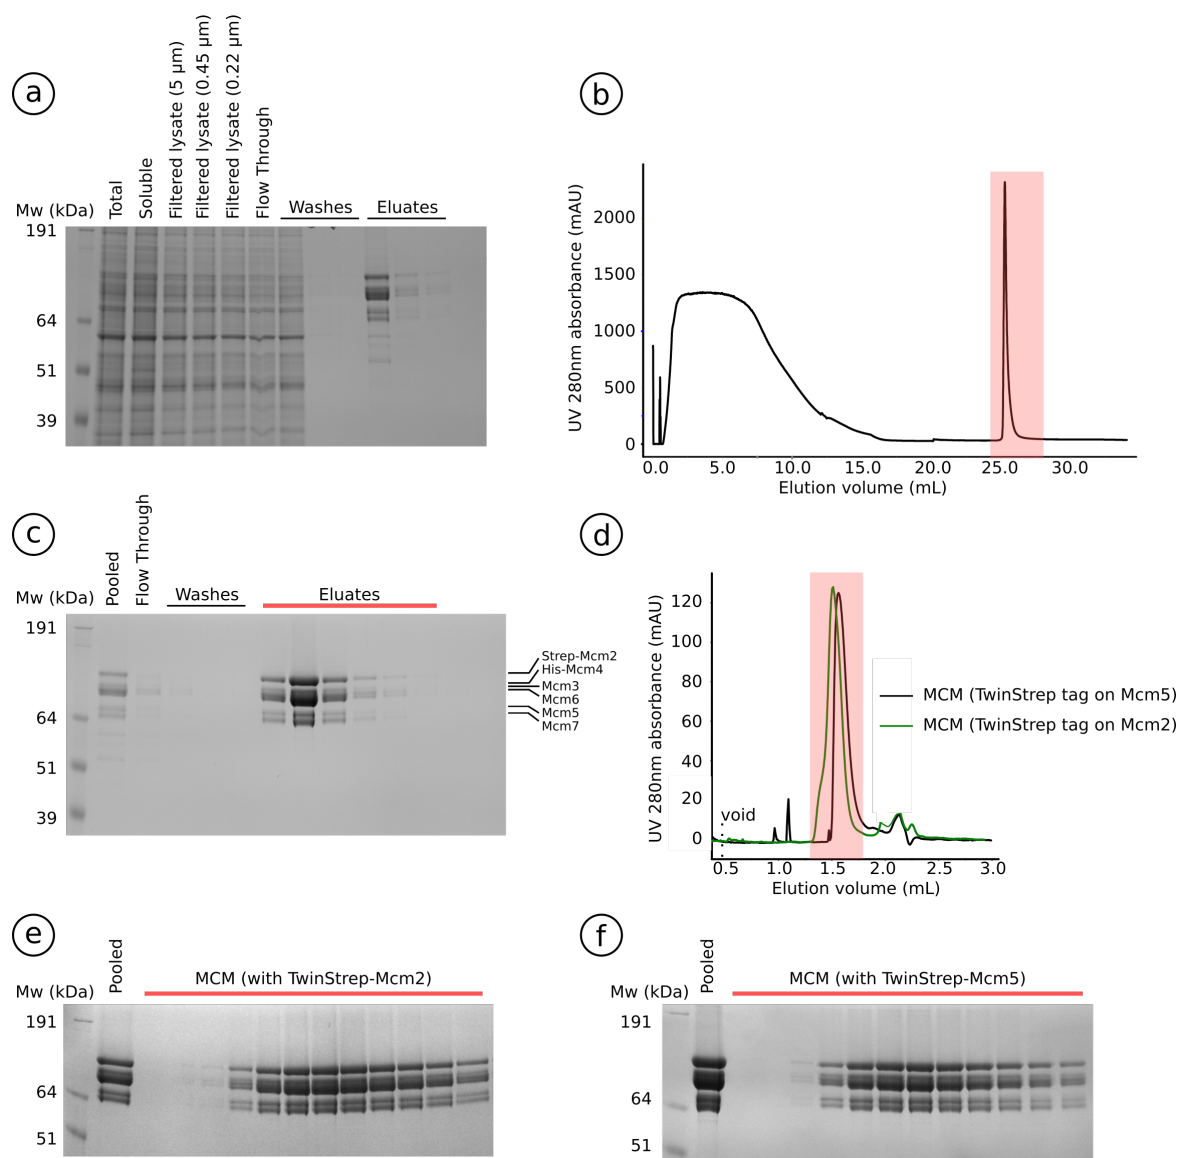 a
Mw (kDa)
Total
Soluble
Filtered lysate (5 μm)
Filtered lysate (0.45 μm)
Filtered lysate (0.22 μm)
Flow Through
Washes
Eluates
191
64
51
39
b
UV 280nm absorbance (mAU)
2000
1500
1000
500
0
0.0 5.0 10.0 15.0 20.0 25.0 30.0
Elution volume (mL)
c
Mw (kDa)
Pooled
Flow Through
Washes
Eluates
191
64
51
39
Strep-Mcm2
His-Mcm4
Mcm3
Mcm6
Mcm5
Mcm7
d
UV 280nm absorbance (mAU)
120
100
80
60
40
20
0
void
MCM (TwinStrep tag on Mcm5)
MCM (TwinStrep tag on Mcm2)
0.5 1.0 1.5 2.0 2.5 3.0
Elution volume (mL)
e
Mw (kDa)
Pooled
MCM (with TwinStrep-Mcm2)
191
64
51
f
Mw (kDa)
Pooled
MCM (with TwinStrep-Mcm5)
191
64
51